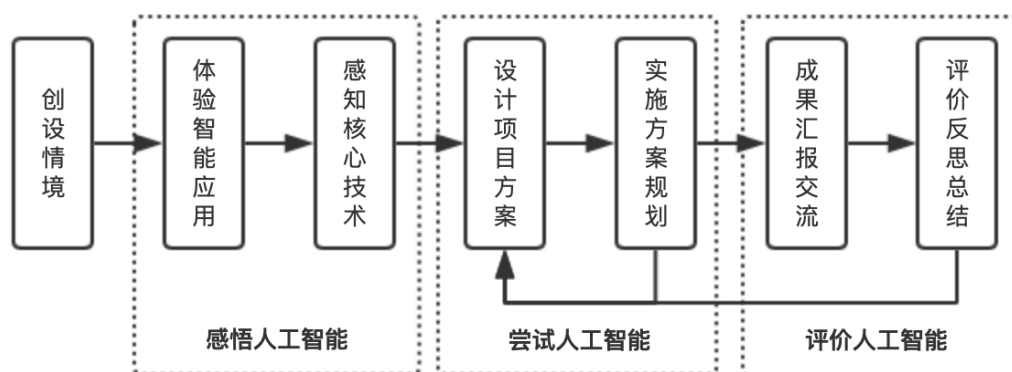 创设情境
体验智能应用
感知核心技术
设计项目方案
实施方案规划
成果汇报交流
评价反思总结
感悟人工智能
尝试人工智能
评价人工智能